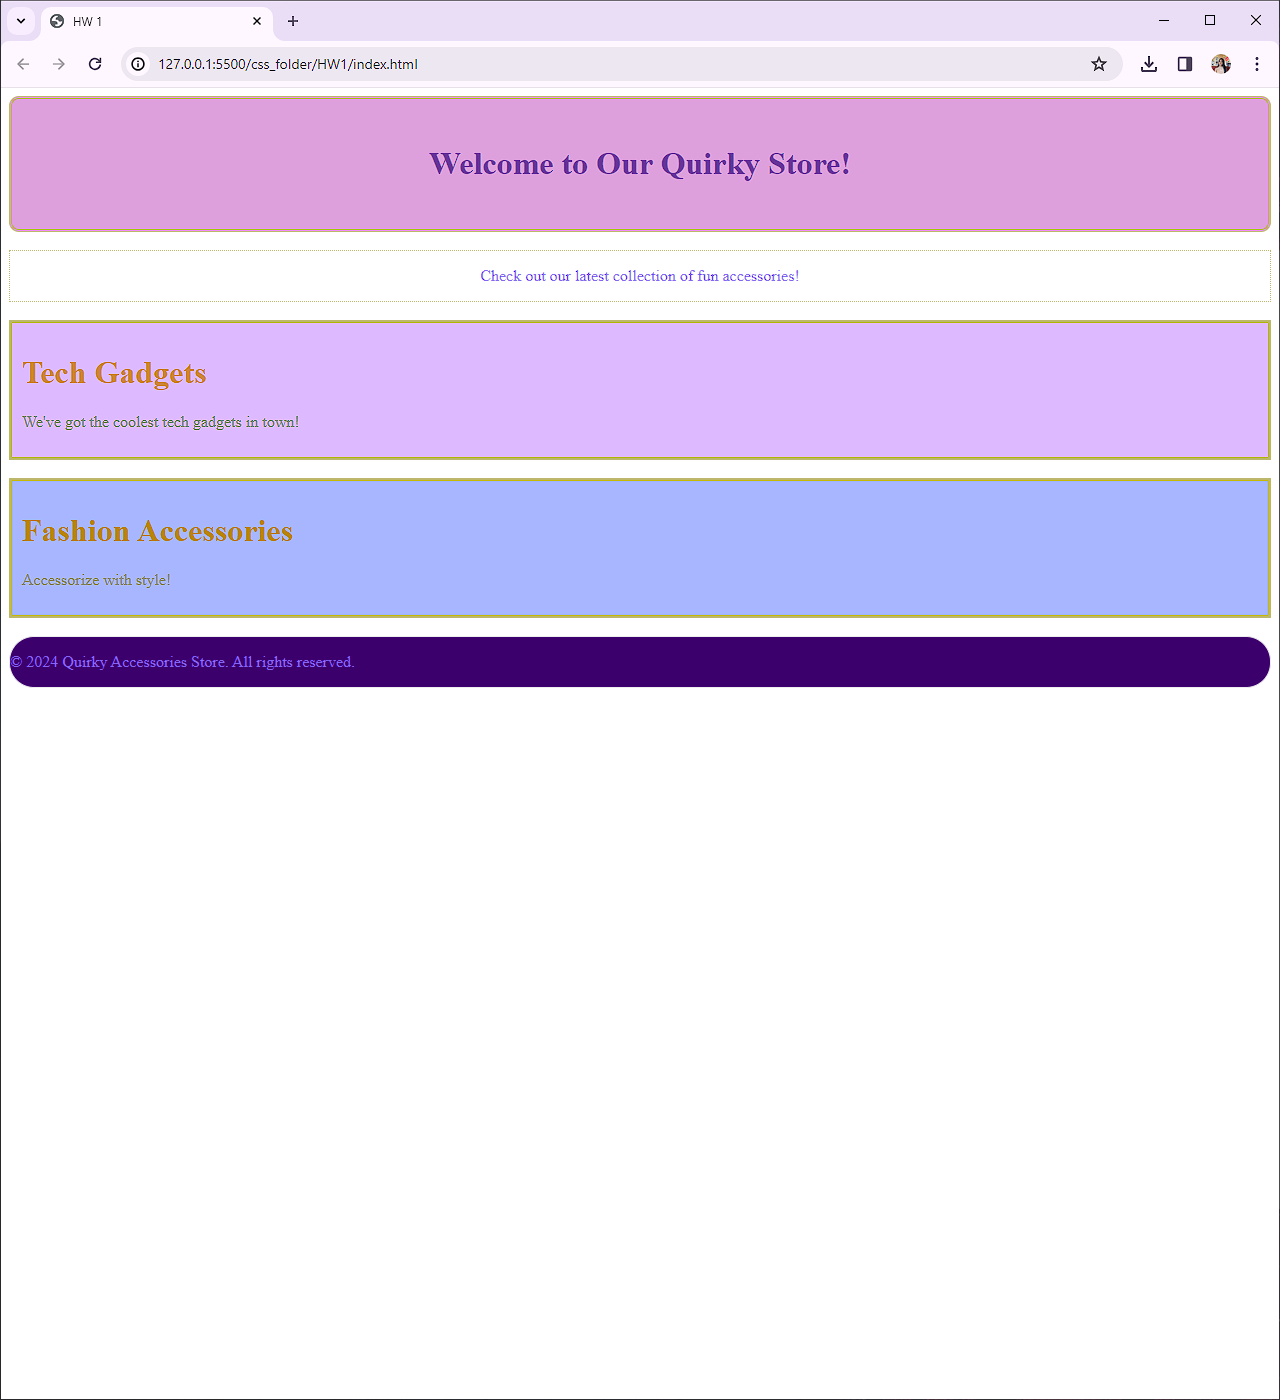 HW 1
127.0.0.1:5500/css_folder/HW1/index.html
Welcome to Our Quirky Store!
Check out our latest collection of fun accessories!
Tech Gadgets
We've got the coolest tech gadgets in town!
Fashion Accessories
Accessorize with style!
© 2024 Quirky Accessories Store. All rights reserved.